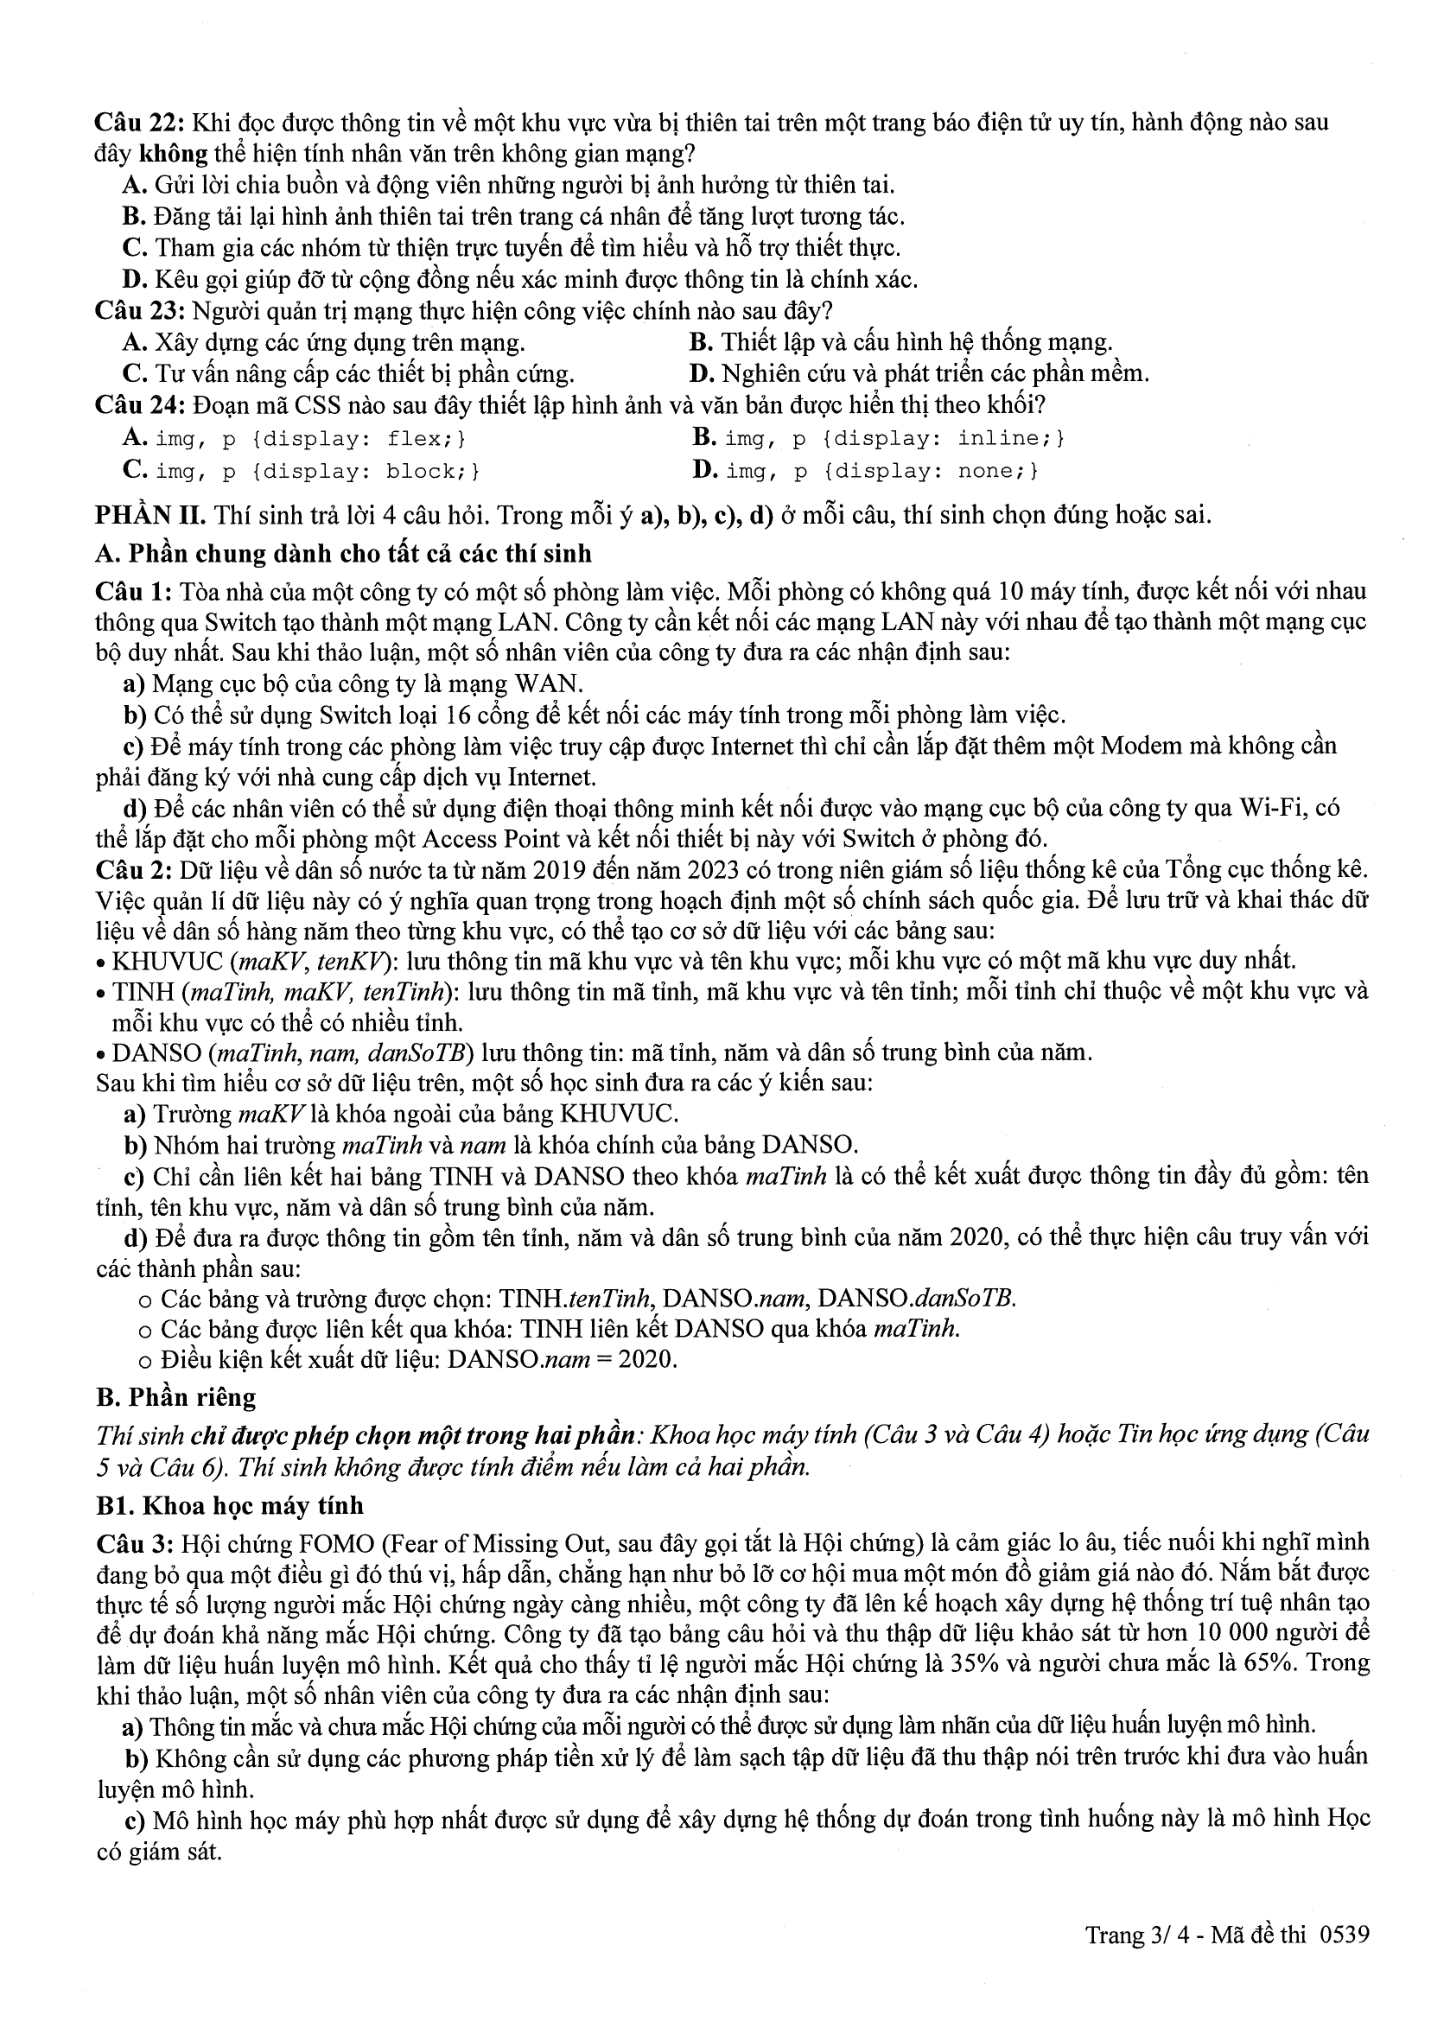 Câu 22: Khi đọc được thông tin về một khu vực vừa bị thiên tai trên một trang báo điện tử uy tín, hành động nào sau
đây không thể hiện tính nhân văn trên không gian mạng?
A. Gửi lời chia buồn và động viên những người bị ảnh hưởng từ thiên tai.
B. Đăng tải lại hình ảnh thiên tai trên trang cá nhân để tăng lượt tương tác.
C. Tham gia các nhóm từ thiện trực tuyến để tìm hiểu và hỗ trợ thiết thực.
D. Kêu gọi giúp đỡ từ cộng đồng nếu xác minh được thông tin là chính xác.
Câu 23: Người quản trị mạng thực hiện công việc chính nào sau đây?
A. Xây dựng các ứng dụng trên mạng. B. Thiết lập và cấu hình hệ thống mạng.
C. Tư vấn nâng cấp các thiết bị phần cứng. D. Nghiên cứu và phát triển các phần mềm.
Câu 24: Đoạn mã CSS nào sau đây thiết lập hình ảnh và văn bản được hiển thị theo khối?
A. img, p {display: flex;} B. img, p {display: inline;}
C. img, p {display: block;} D. img, p {display: none;}
PHẦN II. Thí sinh trả lời 4 câu hỏi. Trong mỗi ý a), b), c), d) ở mỗi câu, thí sinh chọn đúng hoặc sai.
A. Phần chung dành cho tất cả các thí sinh
Câu 1: Tòa nhà của một công ty có một số phòng làm việc. Mỗi phòng có không quá 10 máy tính, được kết nối với nhau
thông qua Switch tạo thành một mạng LAN. Công ty cần kết nối các mạng LAN này với nhau để tạo thành một mạng cục
bộ duy nhất. Sau khi thảo luận, một số nhân viên của công ty đưa ra các nhận định sau:
a) Mạng cục bộ của công ty là mạng WAN.
b) Có thể sử dụng Switch loại 16 cổng để kết nối các máy tính trong mỗi phòng làm việc.
c) Để máy tính trong các phòng làm việc truy cập được Internet thì chỉ cần lắp đặt thêm một Modem mà không cần
phải đăng ký với nhà cung cấp dịch vụ Internet.
d) Để các nhân viên có thể sử dụng điện thoại thông minh kết nối được vào mạng cục bộ của công ty qua Wi-Fi, có
thể lắp đặt cho mỗi phòng một Access Point và kết nối thiết bị này với Switch ở phòng đó.
Câu 2: Dữ liệu về dân số nước ta từ năm 2019 đến năm 2023 có trong niên giám số liệu thống kê của Tổng cục thống kê.
Việc quản lí dữ liệu này có ý nghĩa quan trọng trong hoạch định một số chính sách quốc gia. Để lưu trữ và khai thác dữ
liệu về dân số hàng năm theo từng khu vực, có thể tạo cơ sở dữ liệu với các bảng sau:
• KHUVUC (maKV, tenKV): lưu thông tin mã khu vực và tên khu vực; mỗi khu vực có một mã khu vực duy nhất.
• TINH (maTinh, maKV, tenTinh): lưu thông tin mã tỉnh, mã khu vực và tên tỉnh; mỗi tỉnh chỉ thuộc về một khu vực và
mỗi khu vực có thể có nhiều tỉnh.
• DANSO (maTinh, nam, danSoTB) lưu thông tin: mã tỉnh, năm và dân số trung bình của năm.
Sau khi tìm hiểu cơ sở dữ liệu trên, một số học sinh đưa ra các ý kiến sau:
a) Trường maKV là khóa ngoài của bảng KHUVUC.
b) Nhóm hai trường maTinh và nam là khóa chính của bảng DANSO.
c) Chỉ cần liên kết hai bảng TINH và DANSO theo khóa maTinh là có thể kết xuất được thông tin đầy đủ gồm: tên
tỉnh, tên khu vực, năm và dân số trung bình của năm.
d) Để đưa ra được thông tin gồm tên tỉnh, năm và dân số trung bình của năm 2020, có thể thực hiện câu truy vấn với
các thành phần sau:
○ Các bảng và trường được chọn: TINH.tenTinh, DANSO.nam, DANSO.danSoTB.
○ Các bảng được liên kết qua khóa: TINH liên kết DANSO qua khóa maTinh.
○ Điều kiện kết xuất dữ liệu: DANSO.nam = 2020.
B. Phần riêng
Thí sinh chỉ được phép chọn một trong hai phần: Khoa học máy tính (Câu 3 và Câu 4) hoặc Tin học ứng dụng (Câu
5 và Câu 6). Thí sinh không được tính điểm nếu làm cả hai phần.
B1. Khoa học máy tính
Câu 3: Hội chứng FOMO (Fear of Missing Out, sau đây gọi tắt là Hội chứng) là cảm giác lo âu, tiếc nuối khi nghĩ mình
đang bỏ qua một điều gì đó thú vị, hấp dẫn, chẳng hạn như bỏ lỡ cơ hội mua một món đồ giảm giá nào đó. Nắm bắt được
thực tế số lượng người mắc Hội chứng ngày càng nhiều, một công ty đã lên kế hoạch xây dựng hệ thống trí tuệ nhân tạo
để dự đoán khả năng mắc Hội chứng. Công ty đã tạo bảng câu hỏi và thu thập dữ liệu khảo sát từ hơn 10 000 người để
làm dữ liệu huấn luyện mô hình. Kết quả cho thấy tỉ lệ người mắc Hội chứng là 35% và người chưa mắc là 65%. Trong
khi thảo luận, một số nhân viên của công ty đưa ra các nhận định sau:
a) Thông tin mắc và chưa mắc Hội chứng của mỗi người có thể được sử dụng làm nhãn của dữ liệu huấn luyện mô hình.
b) Không cần sử dụng các phương pháp tiền xử lý để làm sạch tập dữ liệu đã thu thập nói trên trước khi đưa vào huấn
luyện mô hình.
c) Mô hình học máy phù hợp nhất được sử dụng để xây dựng hệ thống dự đoán trong tình huống này là mô hình Học
có giám sát.
Trang 3/ 4 - Mã đề thi 0539